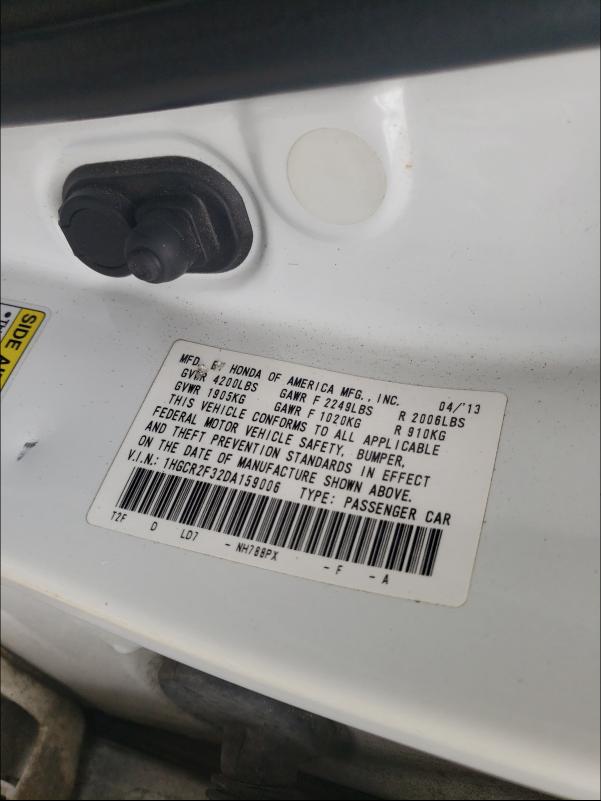 SIDE AI
MFD. BY HONDA OF AMERICA MFG., INC. 04/'13
GVWR 4200LBS GAWR F 2249LBS R 2006LBS
GVWR 1905KG GAWR F 1020KG R 910KG
THIS VEHICLE CONFORMS TO ALL APPLICABLE
FEDERAL MOTOR VEHICLE SAFETY, BUMPER,
AND THEFT PREVENTION STANDARDS IN EFFECT
ON THE DATE OF MANUFACTURE SHOWN ABOVE.
V.I.N.: 1HGCR2F32DA159006 TYPE: PASSENGER CAR
T2F D LD7 - NH788PX - F - A